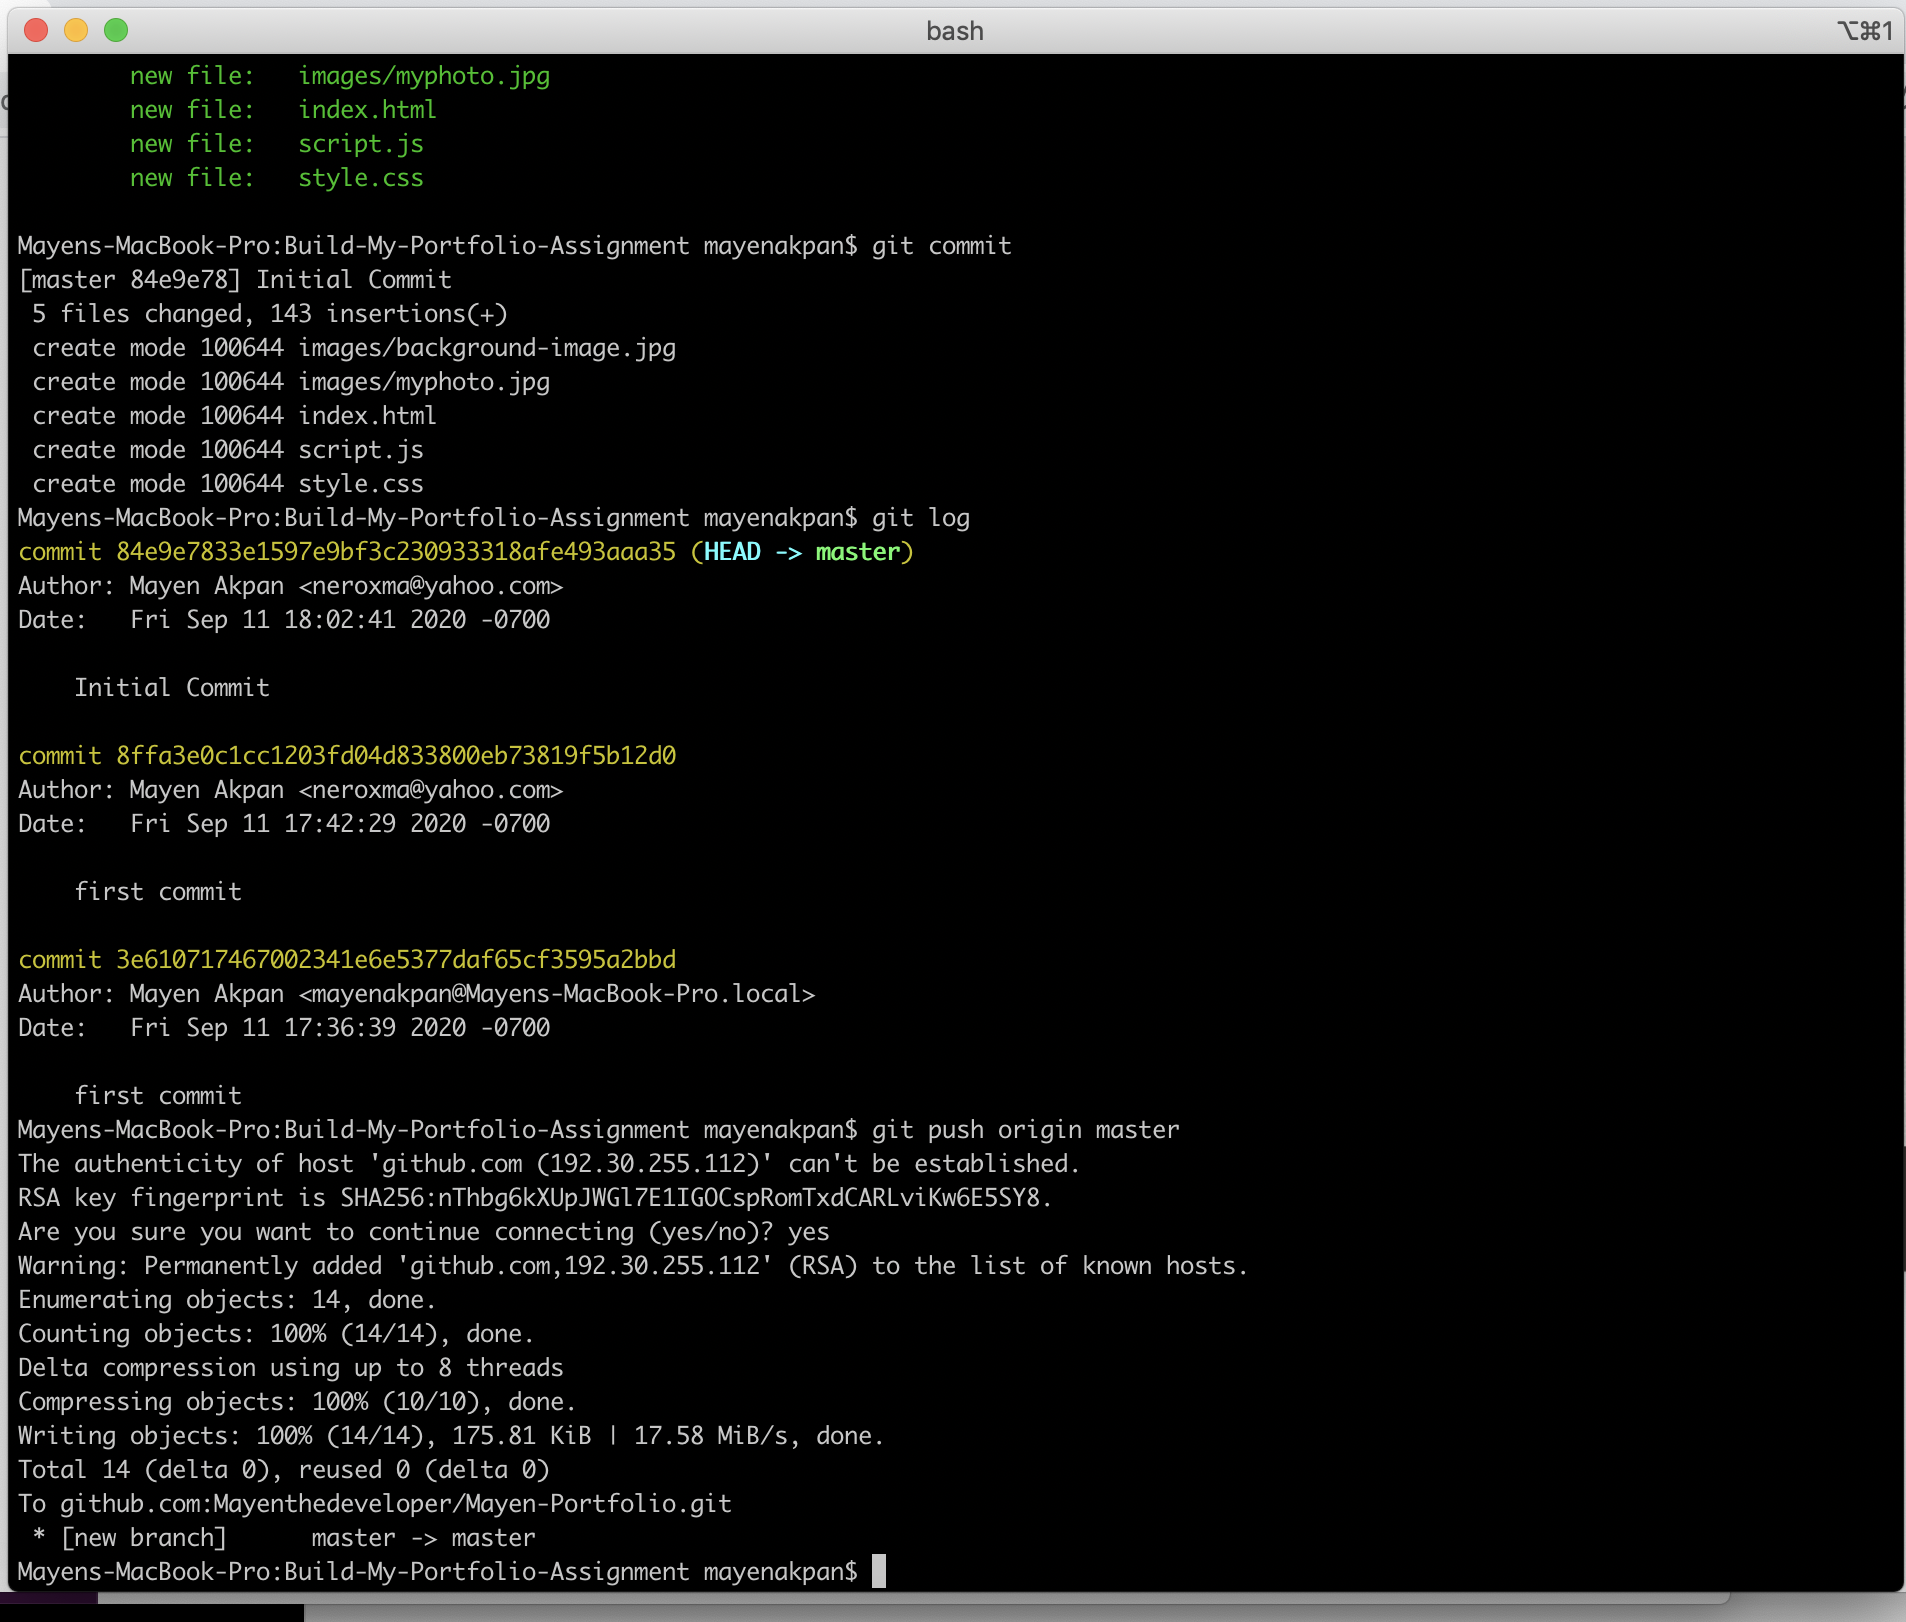 bash
⌥⌘1
new file:   images/myphoto.jpg
new file:   index.html
new file:   script.js
new file:   style.css
Mayens-MacBook-Pro:Build-My-Portfolio-Assignment mayenakpan$ git commit
[master 84e9e78] Initial Commit
5 files changed, 143 insertions(+)
create mode 100644 images/background-image.jpg
create mode 100644 images/myphoto.jpg
create mode 100644 index.html
create mode 100644 script.js
create mode 100644 style.css
Mayens-MacBook-Pro:Build-My-Portfolio-Assignment mayenakpan$ git log
commit 84e9e7833e1597e9bf3c230933318afe493aaa35 (HEAD -> master)
Author: Mayen Akpan <neroxma@yahoo.com>
Date:   Fri Sep 11 18:02:41 2020 -0700
Initial Commit
commit 8ffa3e0c1cc1203fd04d833800eb73819f5b12d0
Author: Mayen Akpan <neroxma@yahoo.com>
Date:   Fri Sep 11 17:42:29 2020 -0700
first commit
commit 3e610717467002341e6e5377daf65cf3595a2bbd
Author: Mayen Akpan <mayenakpan@Mayens-MacBook-Pro.local>
Date:   Fri Sep 11 17:36:39 2020 -0700
first commit
Mayens-MacBook-Pro:Build-My-Portfolio-Assignment mayenakpan$ git push origin master
The authenticity of host 'github.com (192.30.255.112)' can't be established.
RSA key fingerprint is SHA256:nThbg6kXUpJWGl7E1IGOCspRomTxdCARLviKw6E5SY8.
Are you sure you want to continue connecting (yes/no)? yes
Warning: Permanently added 'github.com,192.30.255.112' (RSA) to the list of known hosts.
Enumerating objects: 14, done.
Counting objects: 100% (14/14), done.
Delta compression using up to 8 threads
Compressing objects: 100% (10/10), done.
Writing objects: 100% (14/14), 175.81 KiB | 17.58 MiB/s, done.
Total 14 (delta 0), reused 0 (delta 0)
To github.com:Mayenthedeveloper/Mayen-Portfolio.git
* [new branch]      master -> master
Mayens-MacBook-Pro:Build-My-Portfolio-Assignment mayenakpan$